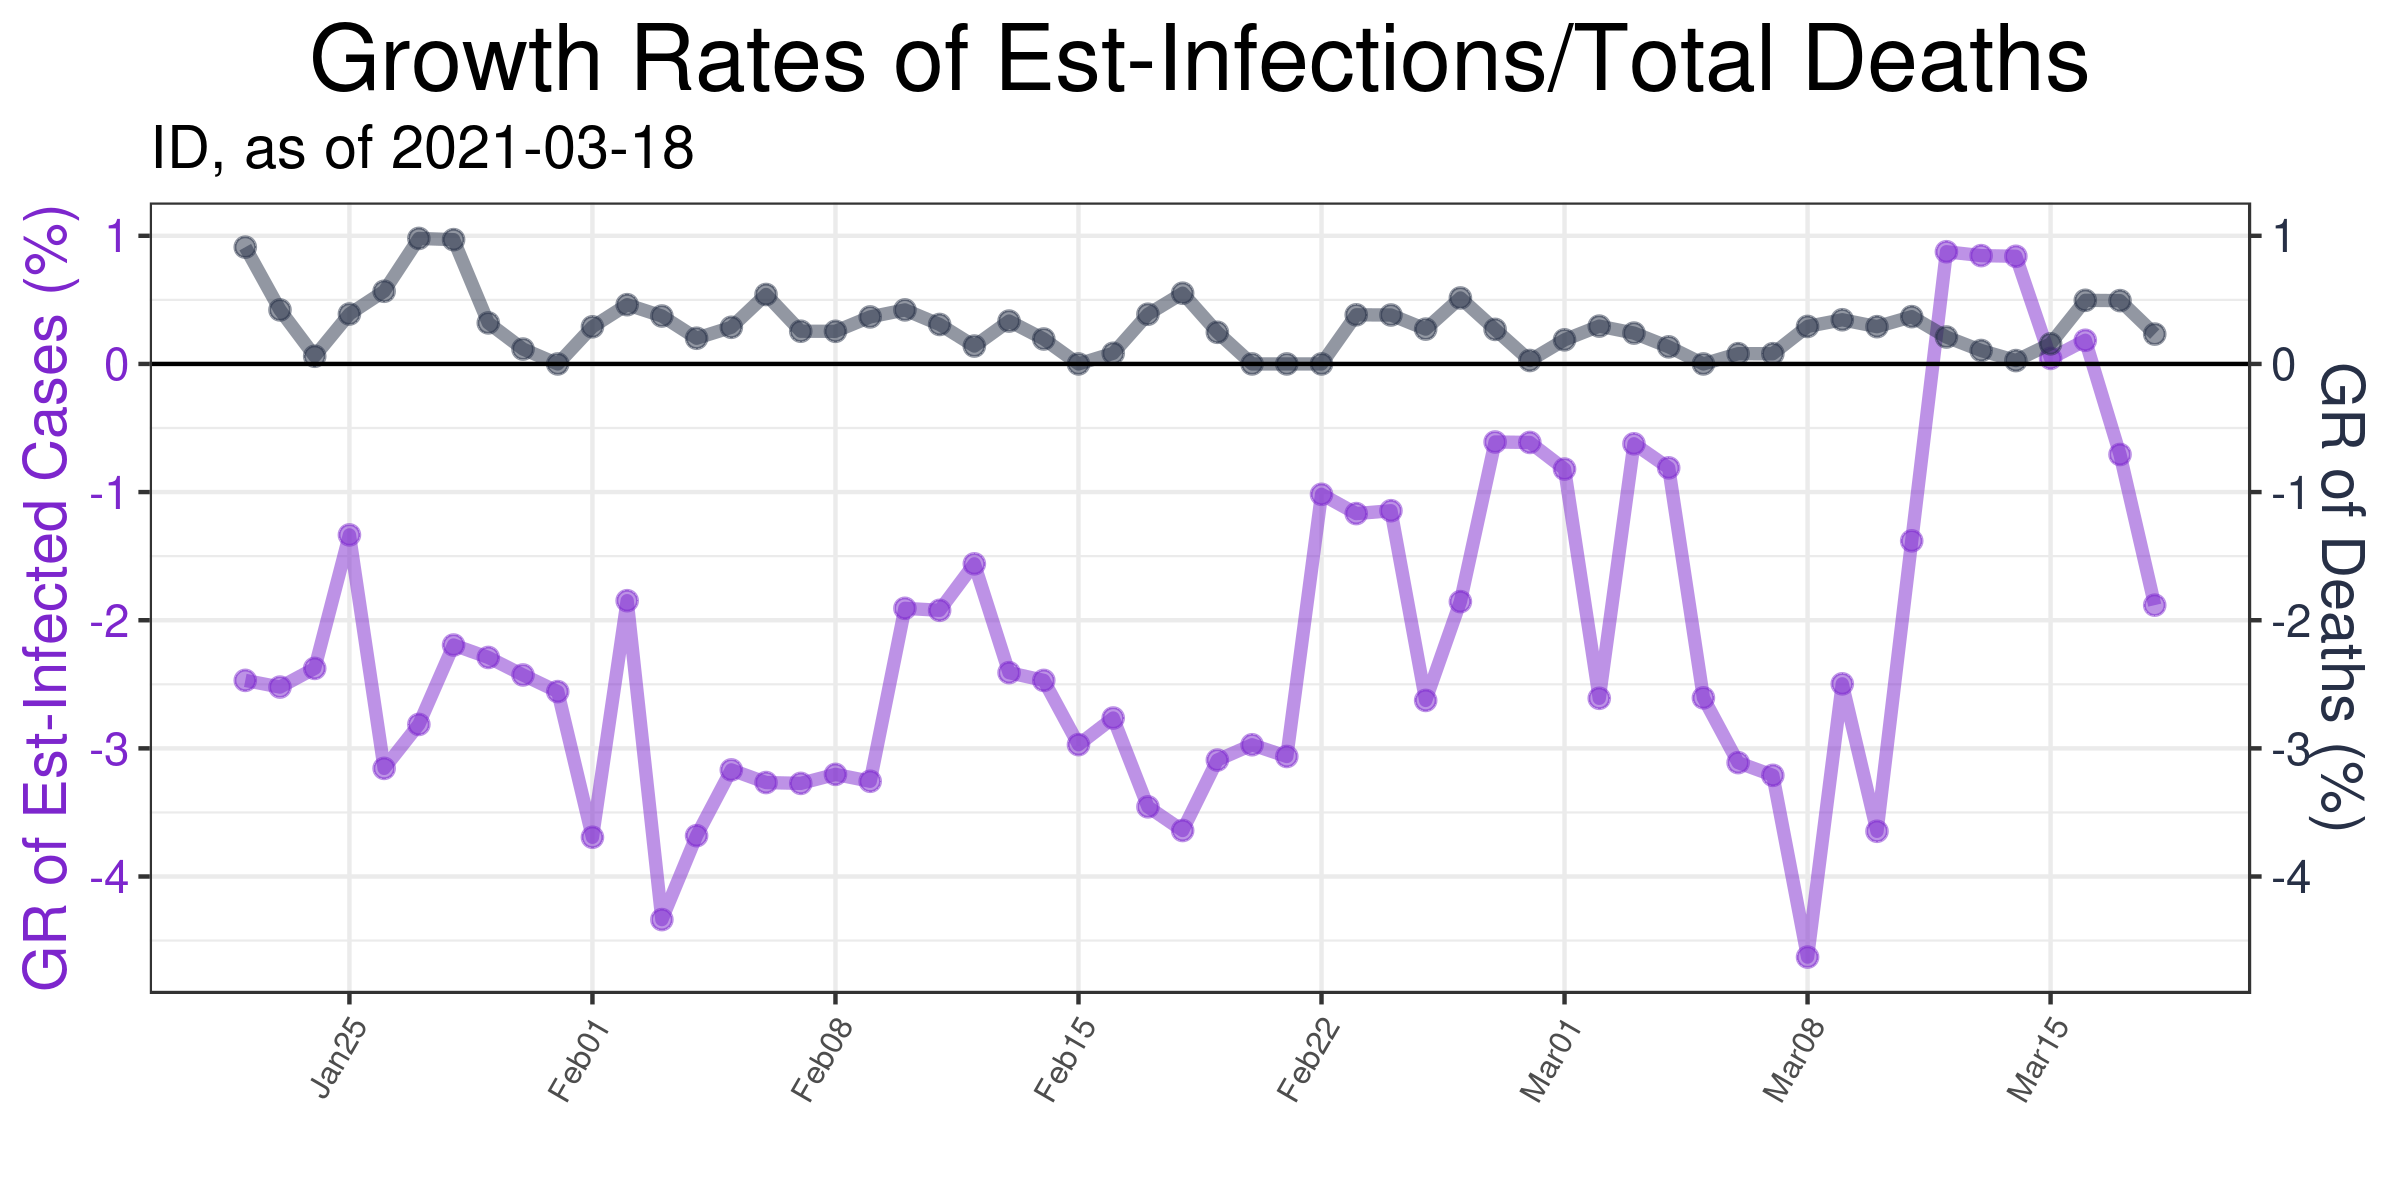 Growth Rates of Est-Infections/Total Deaths
ID, as of 2021-03-18
GR of Est-Infected Cases (%)
1
0
-1
-2
-3
-4
1
0
-1
-2
-3
-4
GR of Deaths (%)
Jan25
Feb01
Feb08
Feb15
Feb22
Mar01
Mar08
Mar15